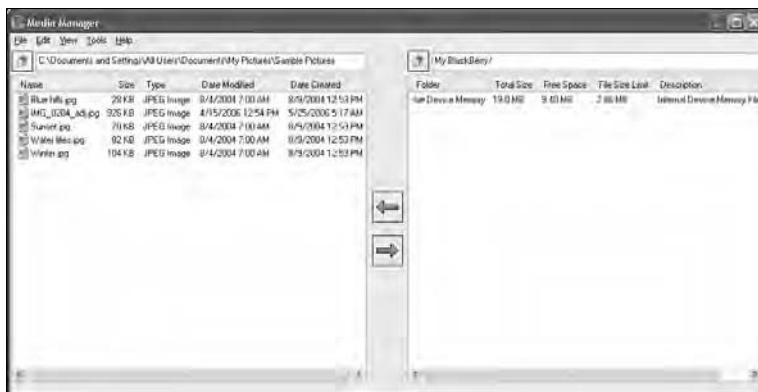 Media Manager
File Edit View Tools Help
C:\Documents and Settings\All Users\Documents\My Pictures\Sample Pictures
Name Size Type Date Modified Date Created
Blue hills.jpg 28 KB JPEG Image 8/4/2004 7:00 AM 8/9/2004 12:53 PM
IMG_0204_adj.jpg 926 KB JPEG Image 4/15/2006 12:54 PM 5/25/2006 5:17 AM
Sunset.jpg 70 KB JPEG Image 8/4/2004 7:00 AM 8/9/2004 12:53 PM
Water lilies.jpg 82 KB JPEG Image 8/4/2004 7:00 AM 8/9/2004 12:53 PM
Winter.jpg 104 KB JPEG Image 8/4/2004 7:00 AM 8/9/2004 12:53 PM
/My BlackBerry/
Folder Total Size Free Space File Size Limit Description
Device Memory 19.0 MB Internal Device Memory